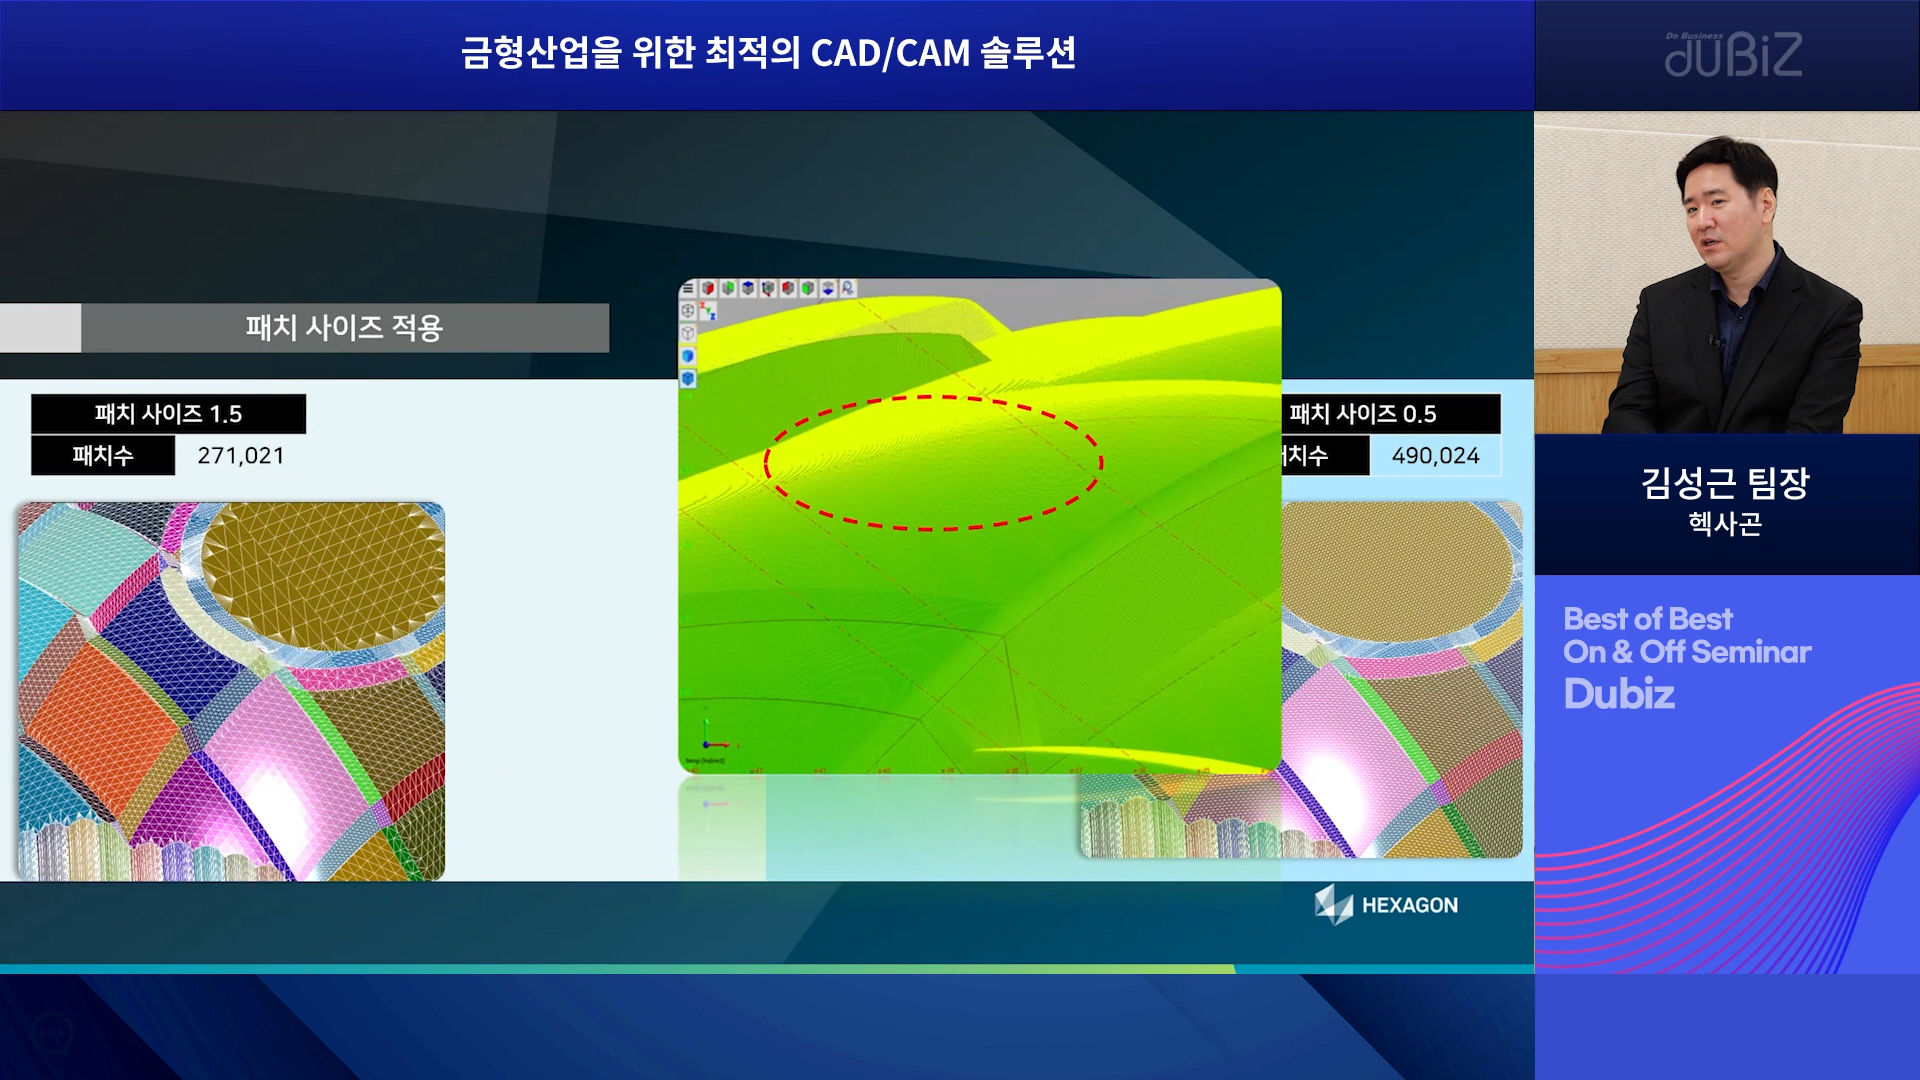 금형산업을 위한 최적의 CAD/CAM 솔루션
Do Business
duBiZ
패치 사이즈 적용
패치 사이즈 1.5
패치수 271,021
패치 사이즈 0.5
치수 490,024
HEXAGON
김성근 팀장
헥사곤
Best of Best
On & Off Seminar
Dubiz